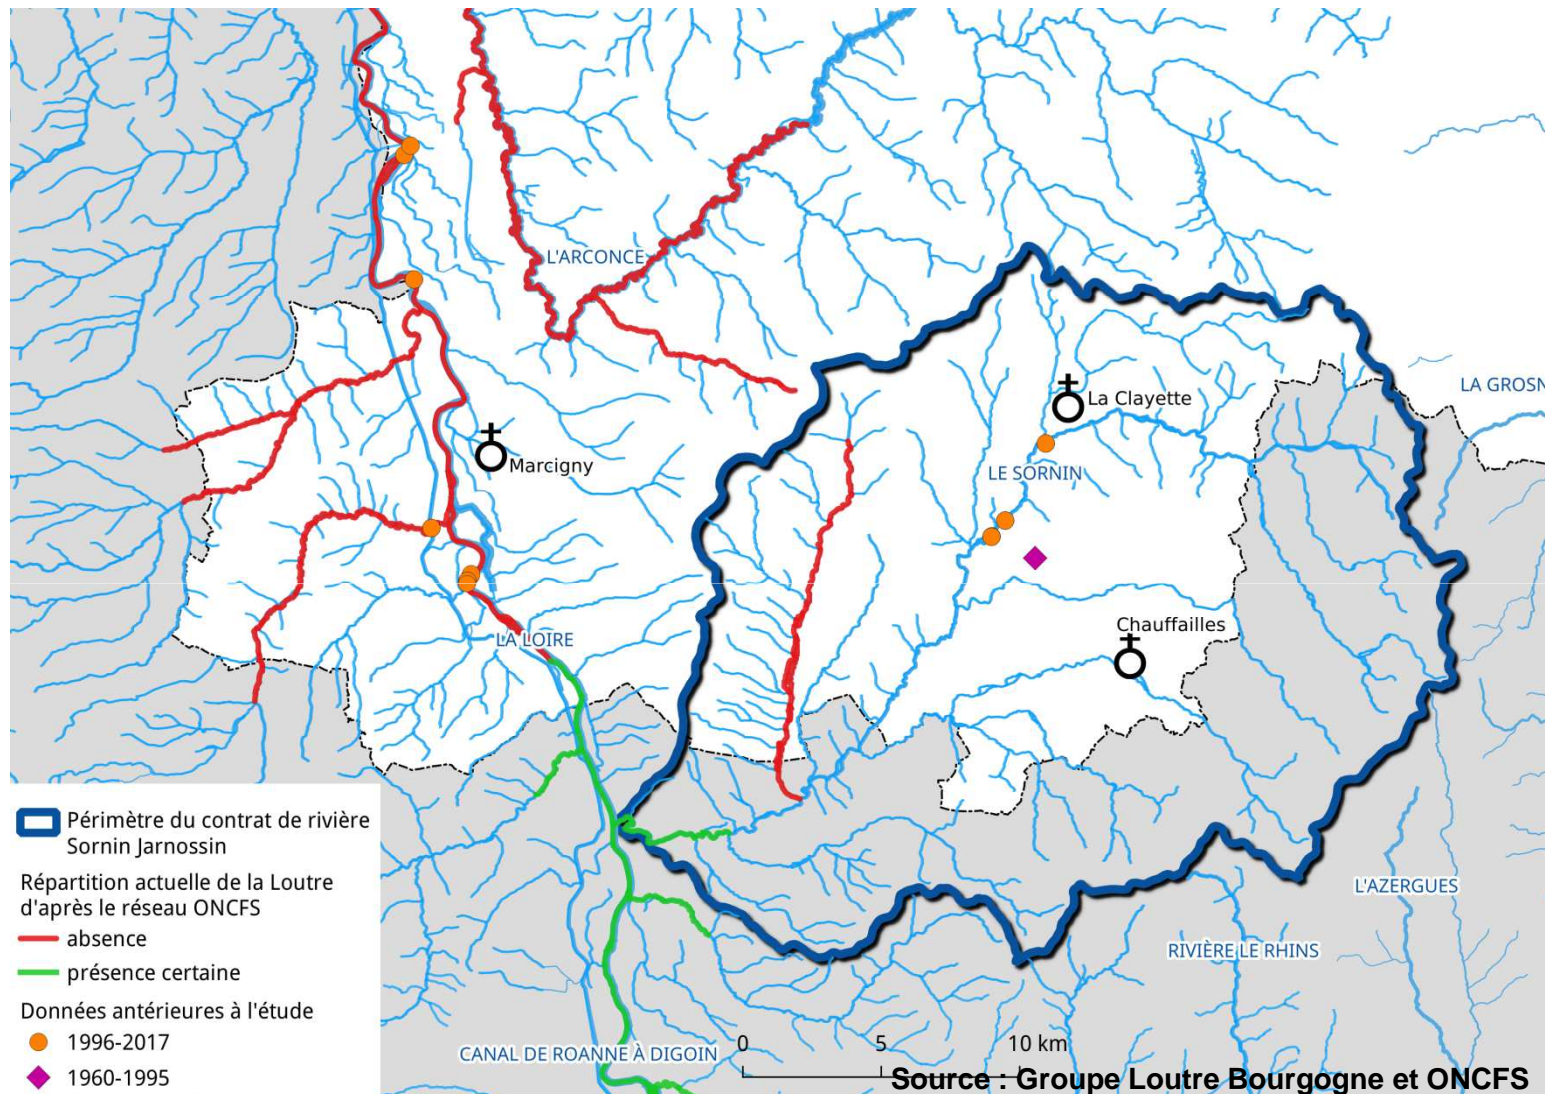 L'ARCONCE
LA GROSN
La Clayette
Marcigny
LE SORNIN
Chauffailles
LA LOIRE
Périmètre du contrat de rivière
Sornin Jarnossin
Répartition actuelle de la Loutre
d'après le réseau ONCFS
absence
présence certaine
Données antérieures à l'étude
1996-2017
1960-1995
L'AZERGUES
RIVIÈRE LE RHINS
CANAL DE ROANNE À DIGOIN
0 5 10 km
Source : Groupe Loutre Bourgogne et ONCFS